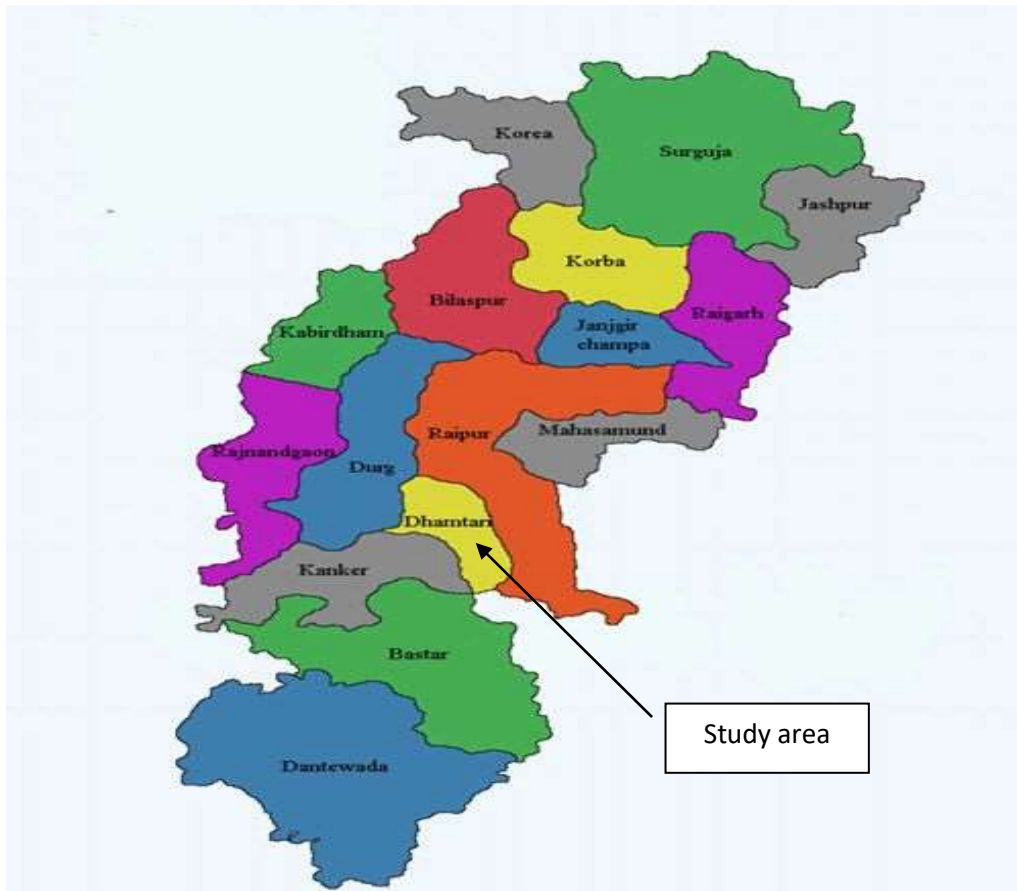 Korea
Surguja
Jashpur
Korba
Bilaspur
Raigarh
Janjgir
champa
Kabirdham
Raipur
Mahasamund
Rajnandgaon
Durg
Dhamtari
Kanker
Bastar
Study area
Dantewada